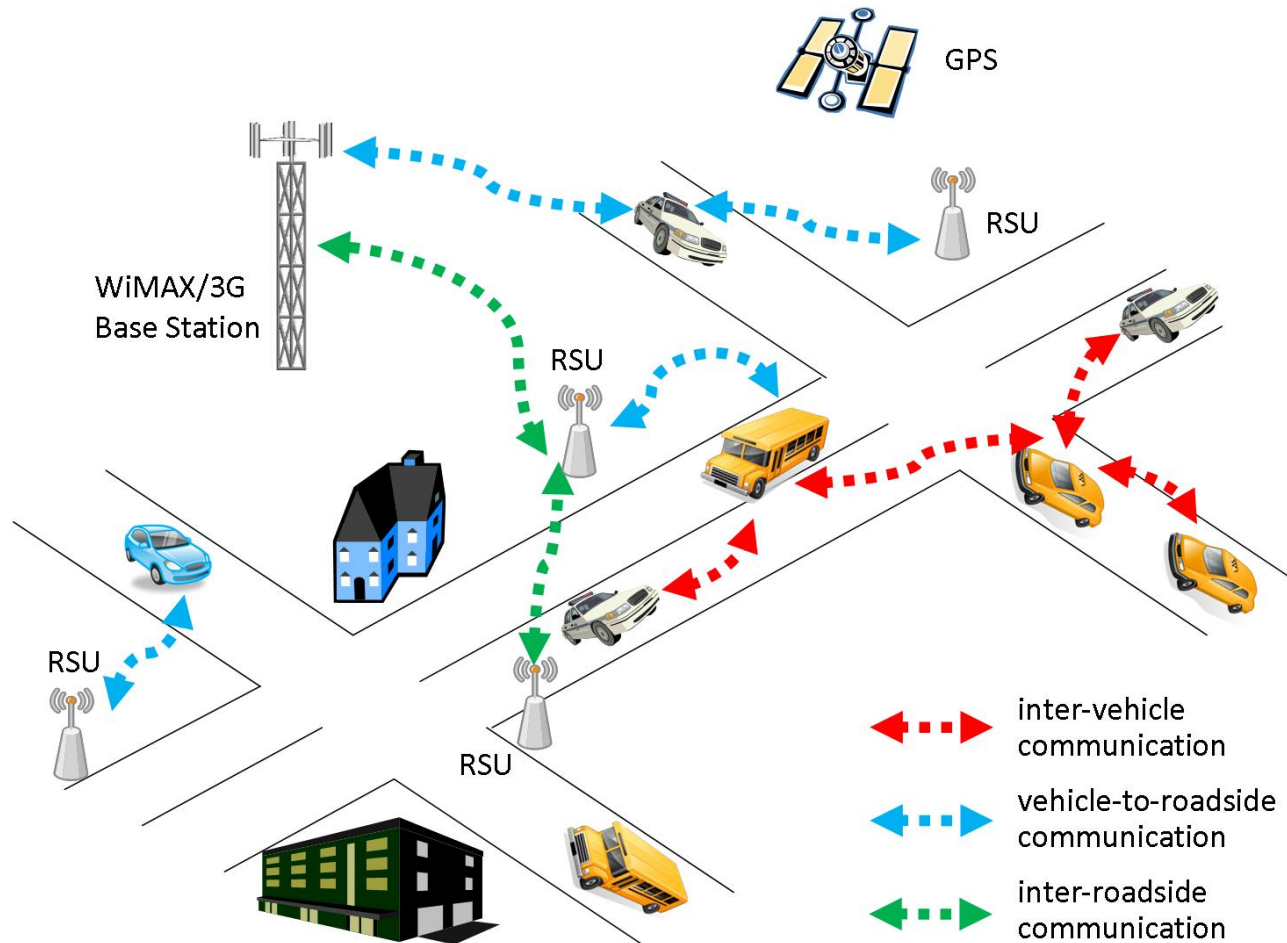 GPS
RSU
WiMAX/3G
Base Station
RSU
RSU
RSU
inter-vehicle
communication
vehicle-to-roadside
communication
inter-roadside
communication